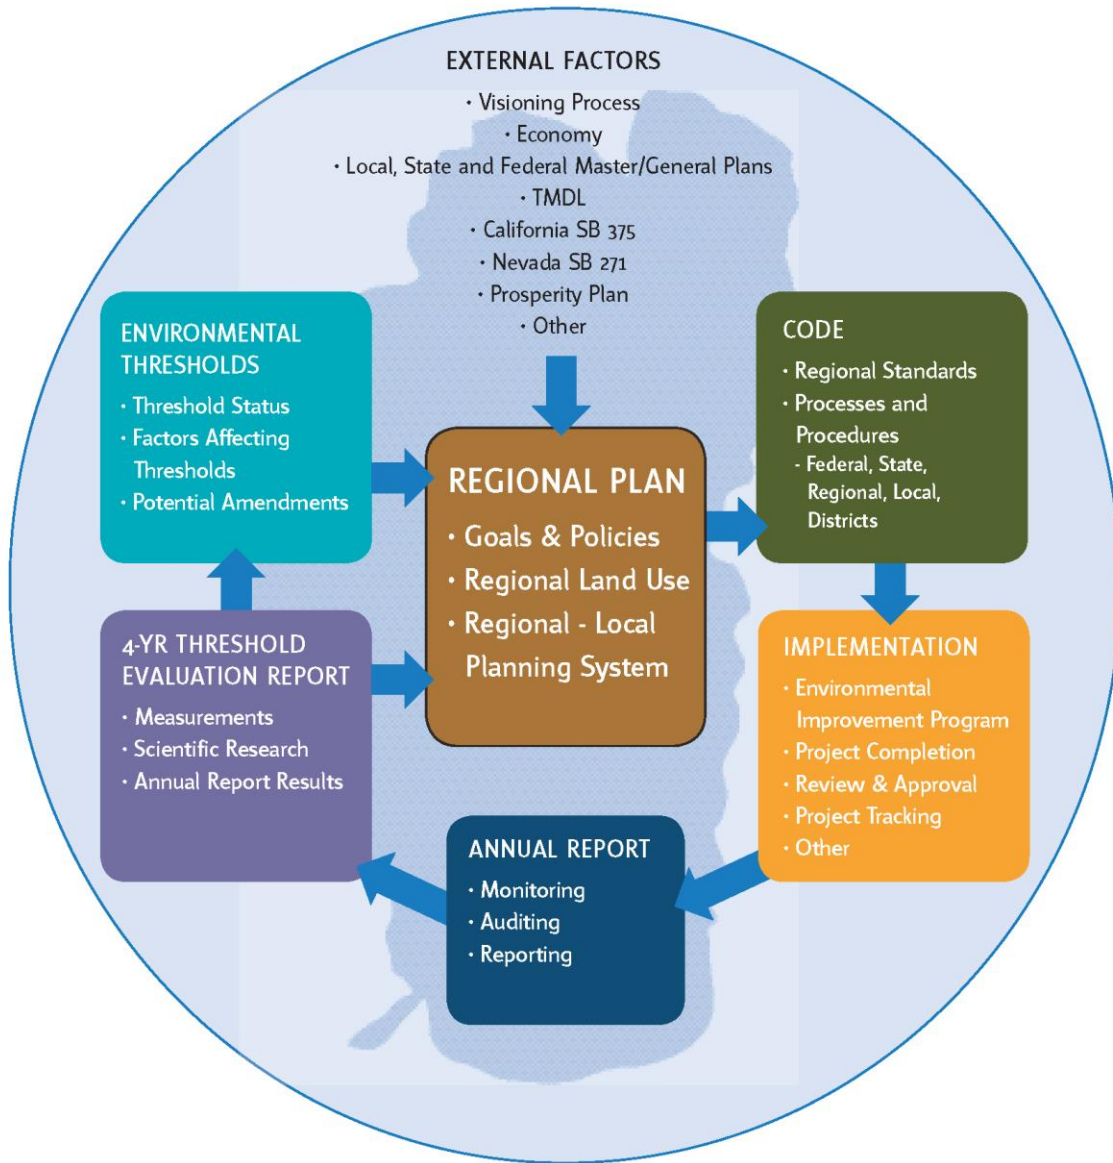 EXTERNAL FACTORS
· Visioning Process
· Economy
· Local, State and Federal Master/General Plans
· TMDL
· California SB 375
· Nevada SB 271
· Prosperity Plan
· Other
ENVIRONMENTAL
THRESHOLDS
· Threshold Status
· Factors Affecting
Thresholds
· Potential Amendments
REGIONAL PLAN
· Goals & Policies
· Regional Land Use
· Regional - Local
Planning System
CODE
· Regional Standards
· Processes and
Procedures
- Federal, State,
Regional, Local,
Districts
IMPLEMENTATION
· Environmental
Improvement Program
· Project Completion
· Review & Approval
· Project Tracking
· Other
ANNUAL REPORT
· Monitoring
· Auditing
· Reporting
4-YR THRESHOLD
EVALUATION REPORT
· Measurements
· Scientific Research
· Annual Report Results